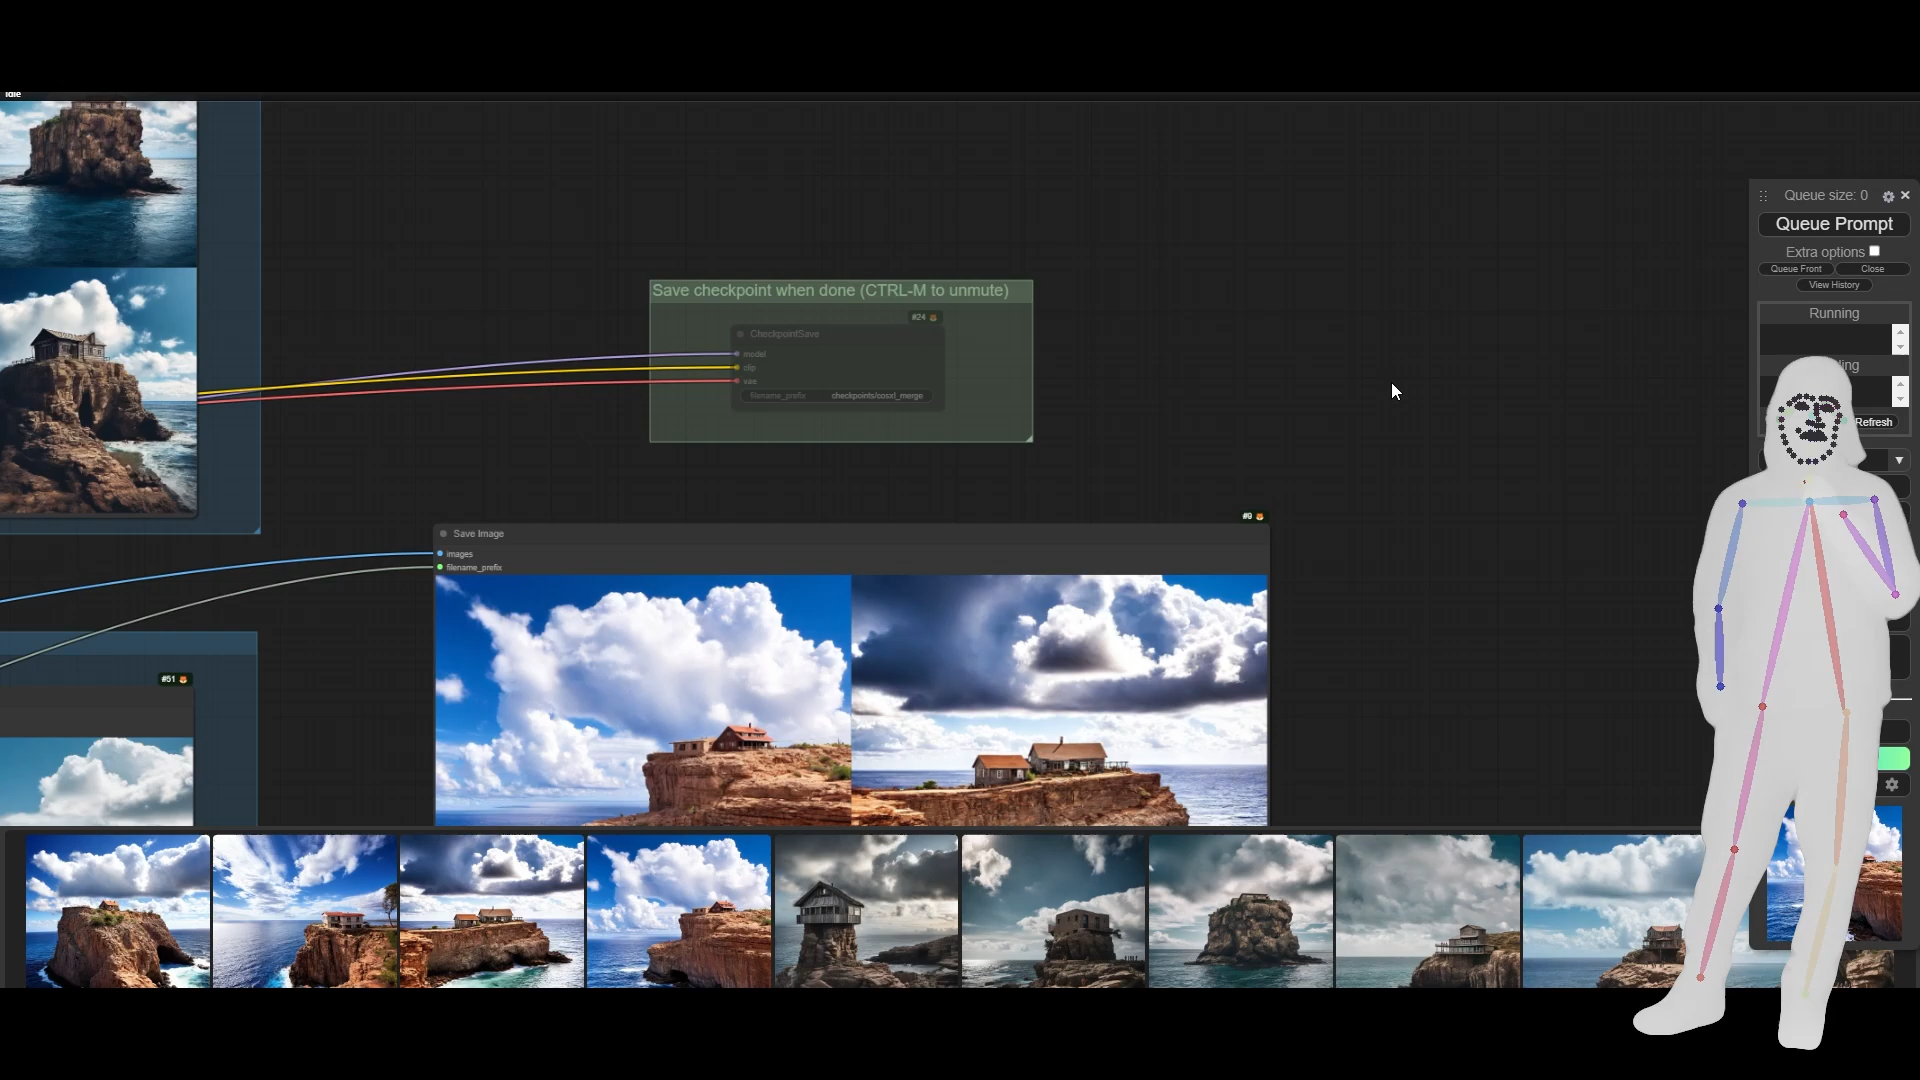 Idle
Queue size: 0
Queue Prompt
Extra options
Queue Front
Close
View History
Running
Refresh
Save checkpoint when done (CTRL-M to unmute)
#24
CheckpointSave
model
clip
vae
filename_prefix checkpoints/cosxl_merge
#9
Save Image
images
filename_prefix
#51